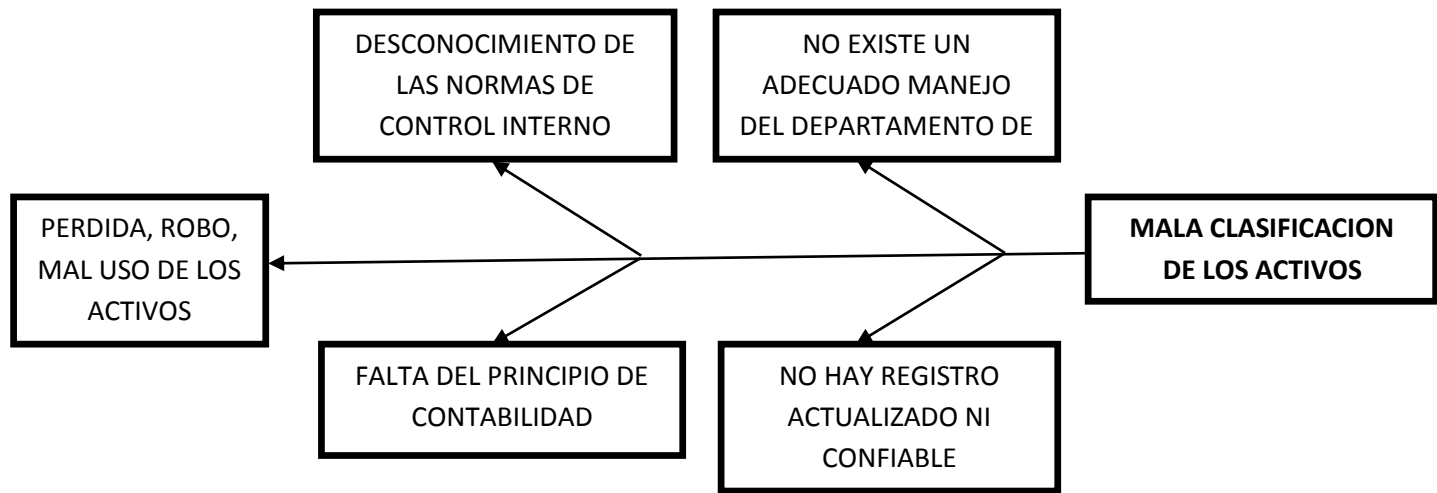 DESCONOCIMIENTO DE
LAS NORMAS DE
CONTROL INTERNO
NO EXISTE UN
ADECUADO MANEJO
DEL DEPARTAMENTO DE
PERDIDA, ROBO,
MAL USO DE LOS
ACTIVOS
MALA CLASIFICACION
DE LOS ACTIVOS
FALTA DEL PRINCIPIO DE
CONTABILIDAD
NO HAY REGISTRO
ACTUALIZADO NI
CONFIABLE